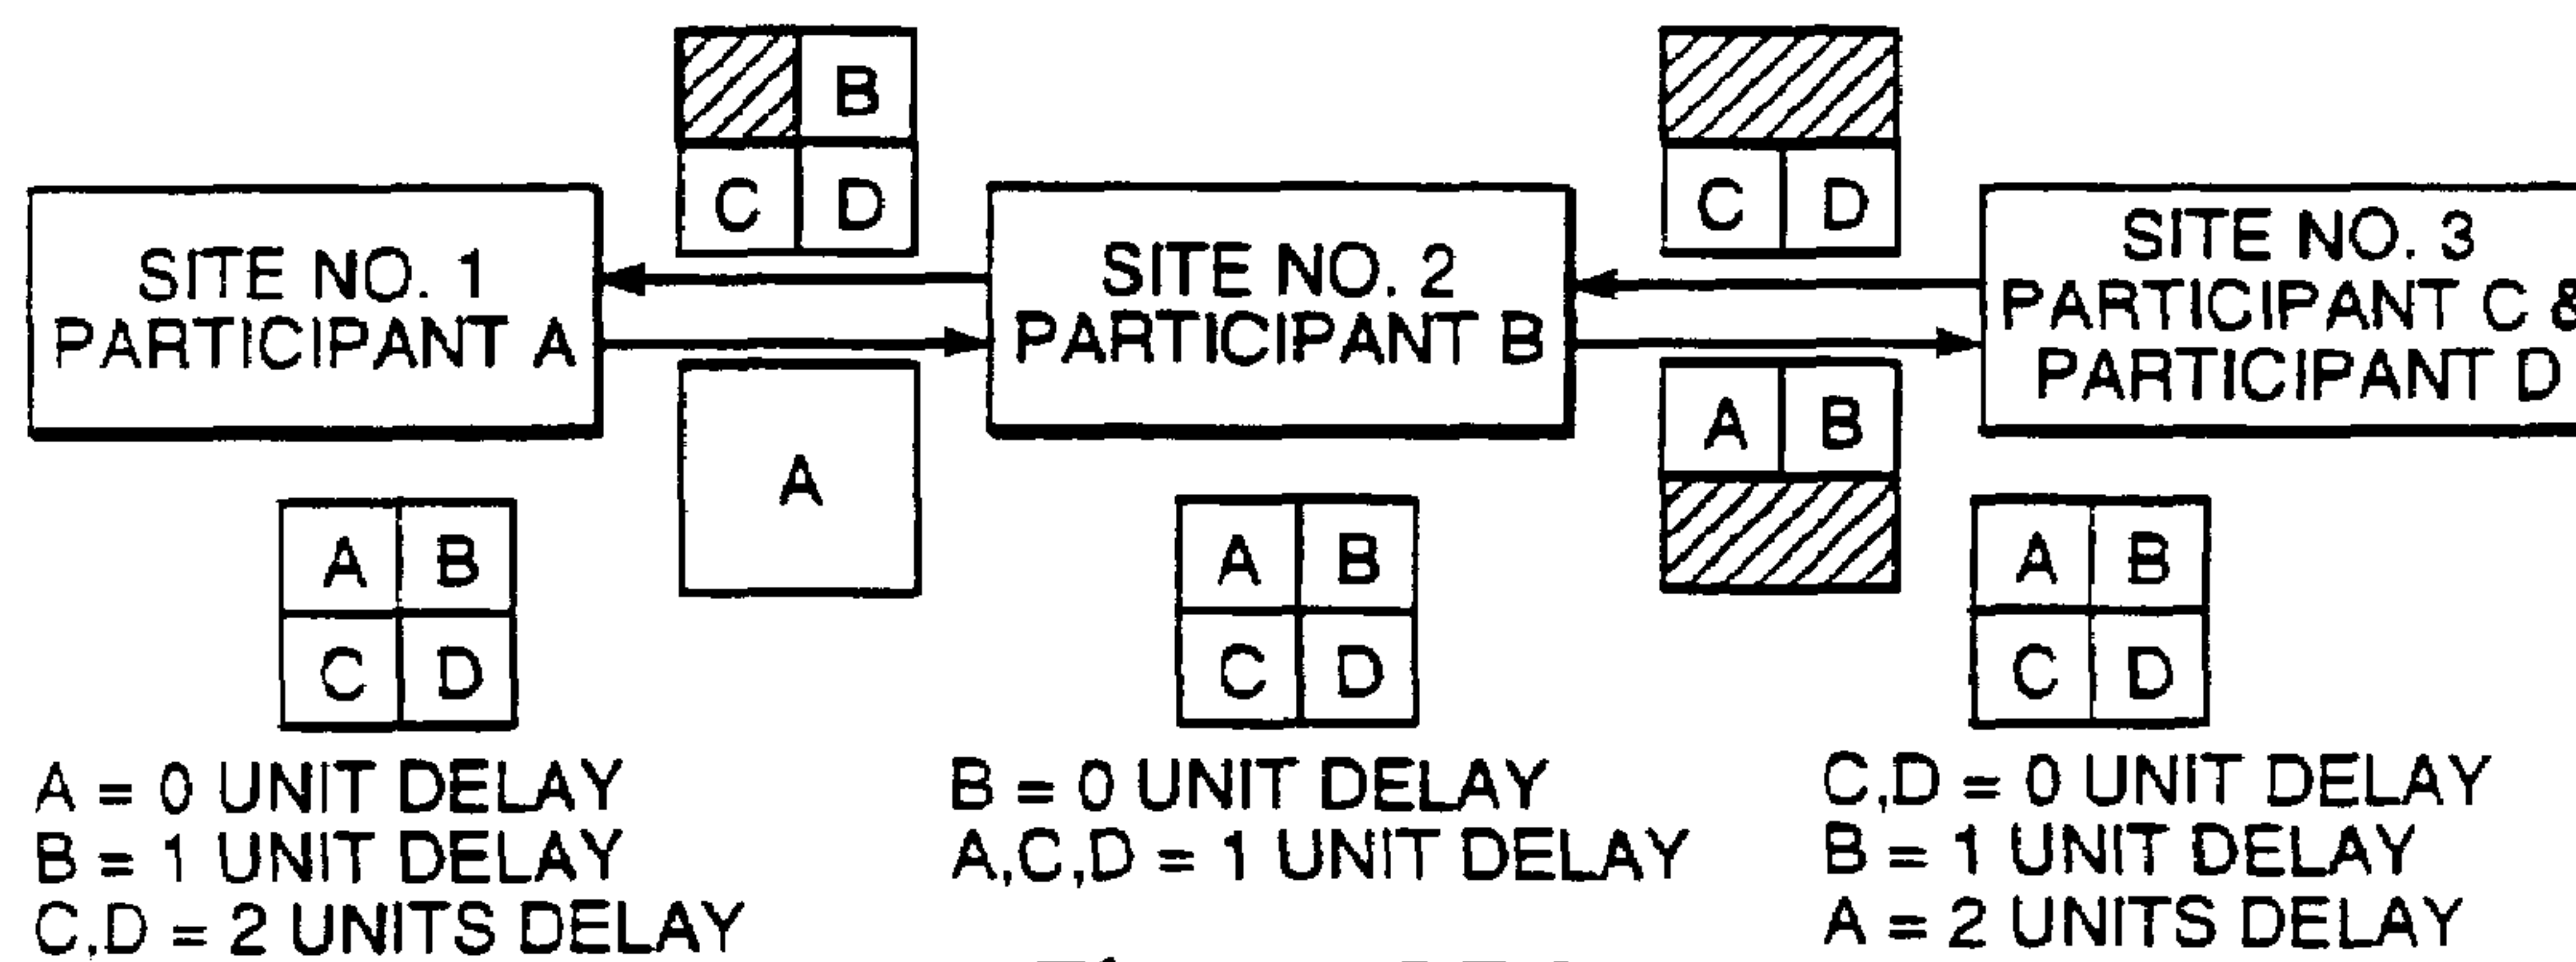 B
C D
C D
SITE NO. 1
PARTICIPANT A
SITE NO. 2
PARTICIPANT B
SITE NO. 3
PARTICIPANT C &
PARTICIPANT D
A
A B
A B
C D
A B
C D
A B
C D
A = 0 UNIT DELAY
B = 1 UNIT DELAY
C,D = 2 UNITS DELAY
B = 0 UNIT DELAY
A,C,D = 1 UNIT DELAY
C,D = 0 UNIT DELAY
B = 1 UNIT DELAY
A = 2 UNITS DELAY